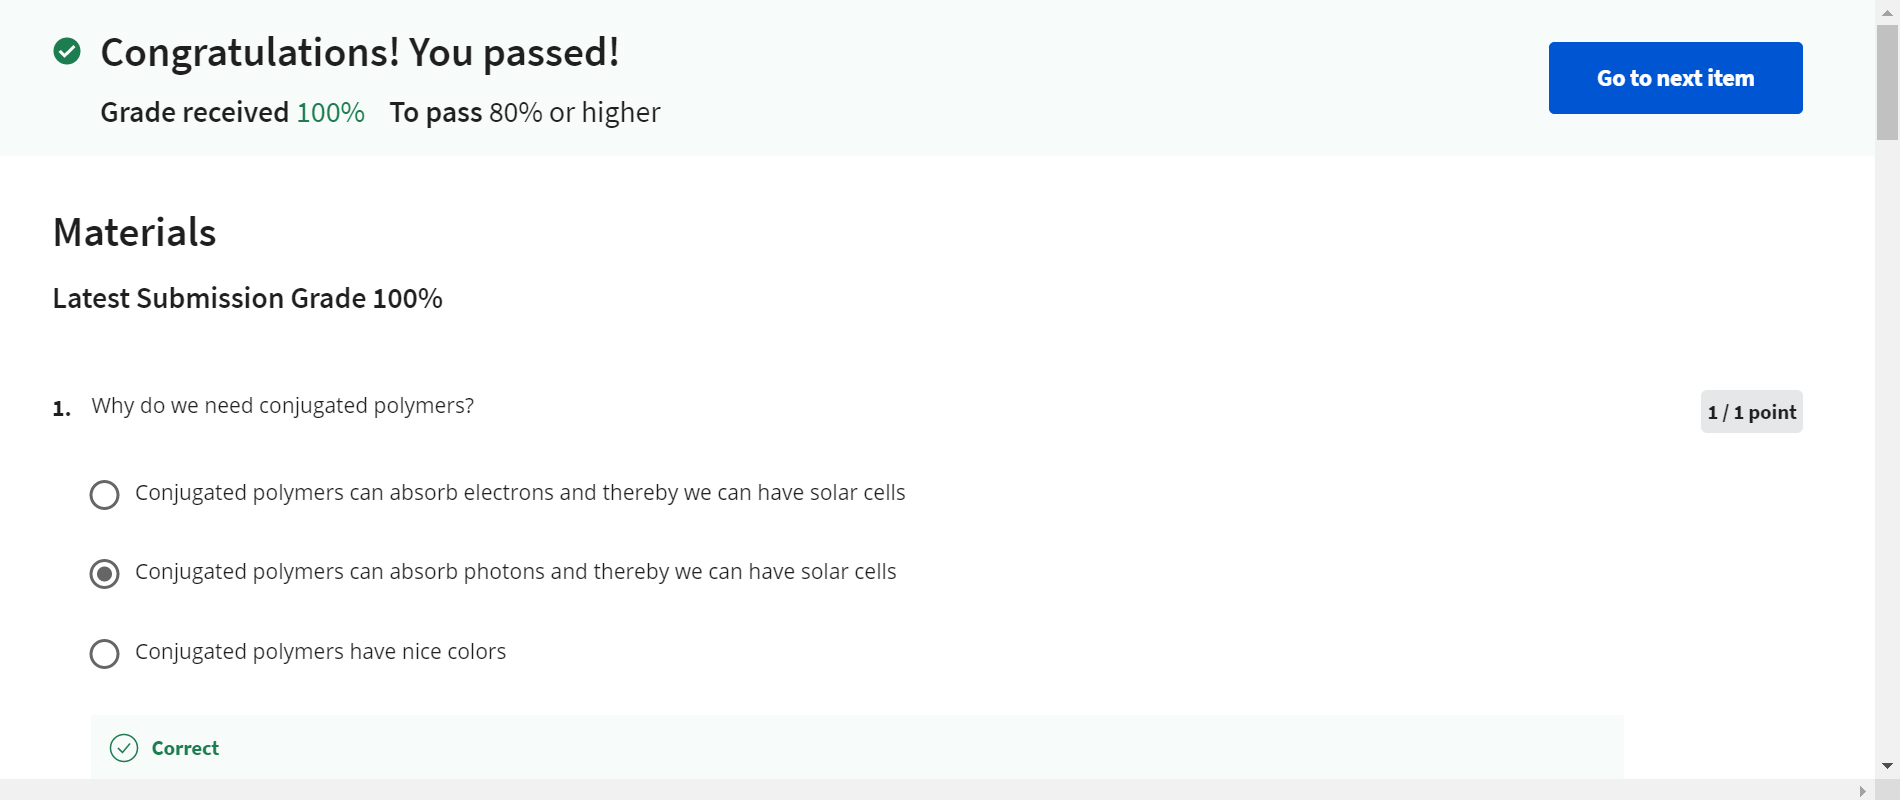 Congratulations! You passed!
Go to next item
Grade received 100% To pass 80% or higher
Materials
Latest Submission Grade 100%
1. Why do we need conjugated polymers?
1 / 1 point
Conjugated polymers can absorb electrons and thereby we can have solar cells
Conjugated polymers can absorb photons and thereby we can have solar cells
Conjugated polymers have nice colors
Correct